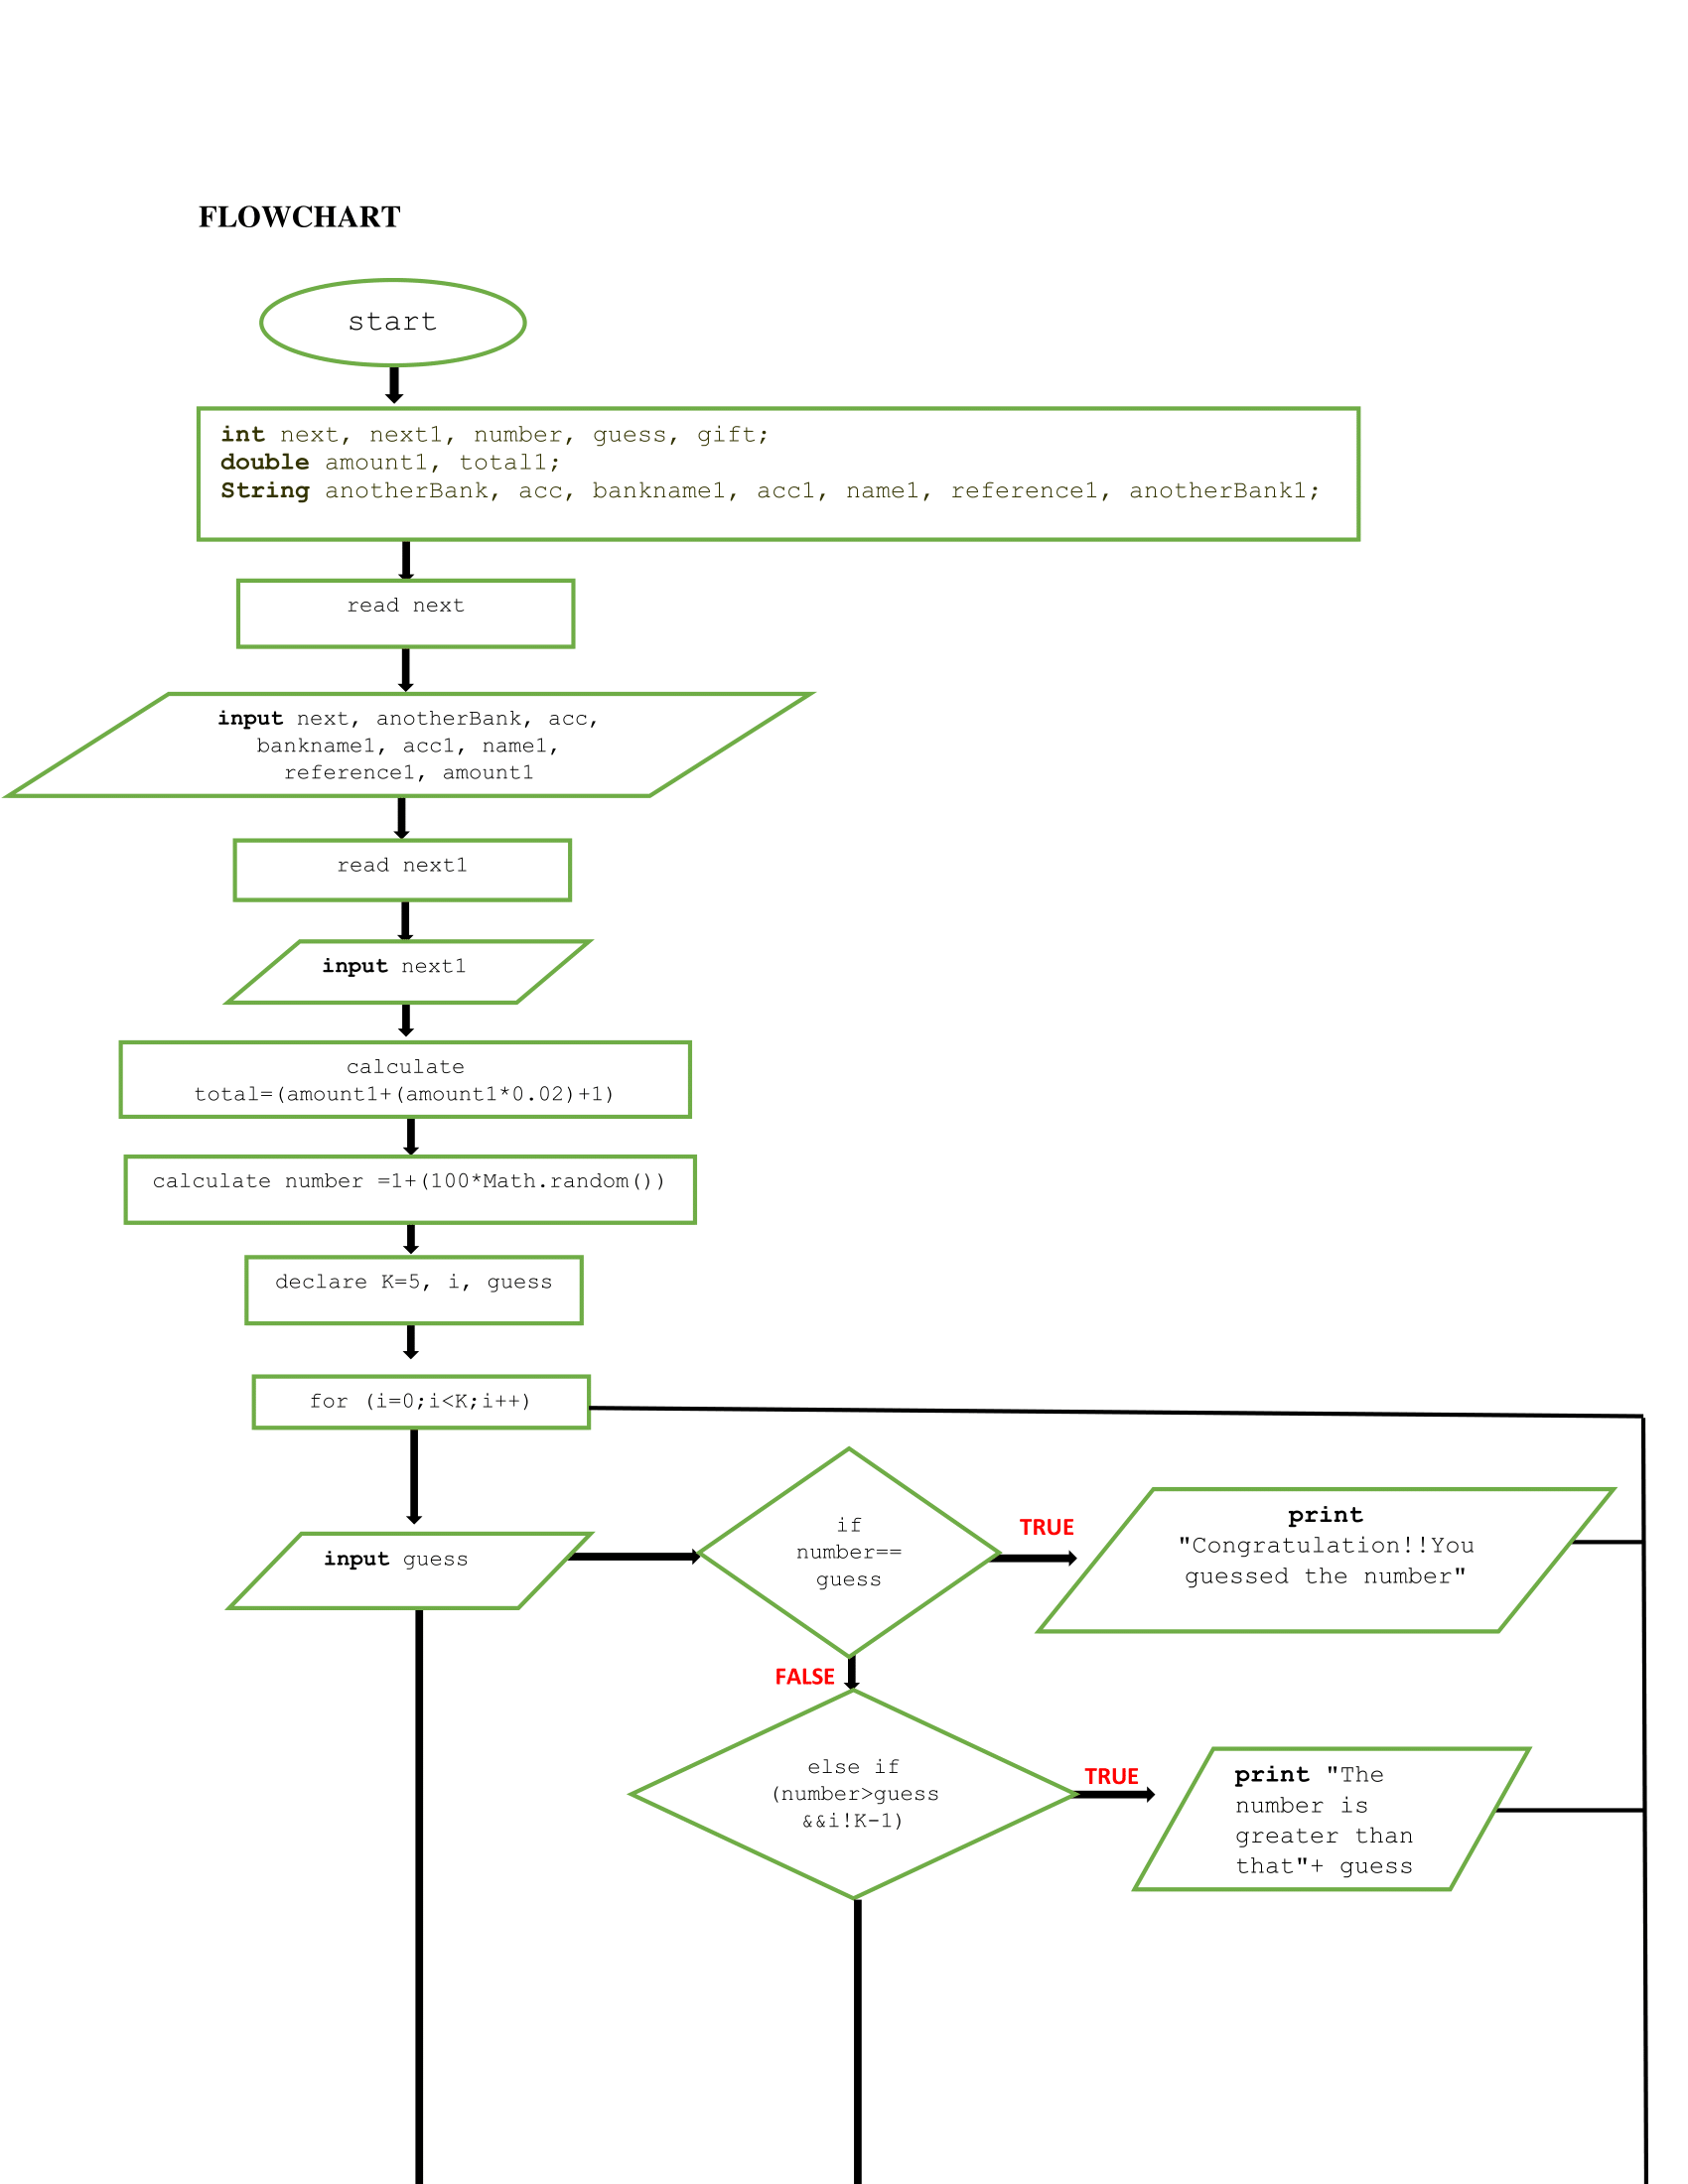 FLOWCHART
start
int next, next1, number, guess, gift;
double amount1, total1;
String anotherBank, acc, bankname1, acc1, name1, reference1, anotherBank1;
read next
input next, anotherBank, acc,
bankname1, acc1, name1,
reference1, amount1
read next1
input next1
calculate
total=(amount1+(amount1*0.02)+1)
calculate number =1+(100*Math.random())
declare K=5, i, guess
for (i=0;i<K;i++)
input guess
if
number==
guess
TRUE
print
"Congratulation!!You
guessed the number"
FALSE
else if
(number>guess
&&i!K-1)
TRUE
print "The
number is
greater than
that"+ guess